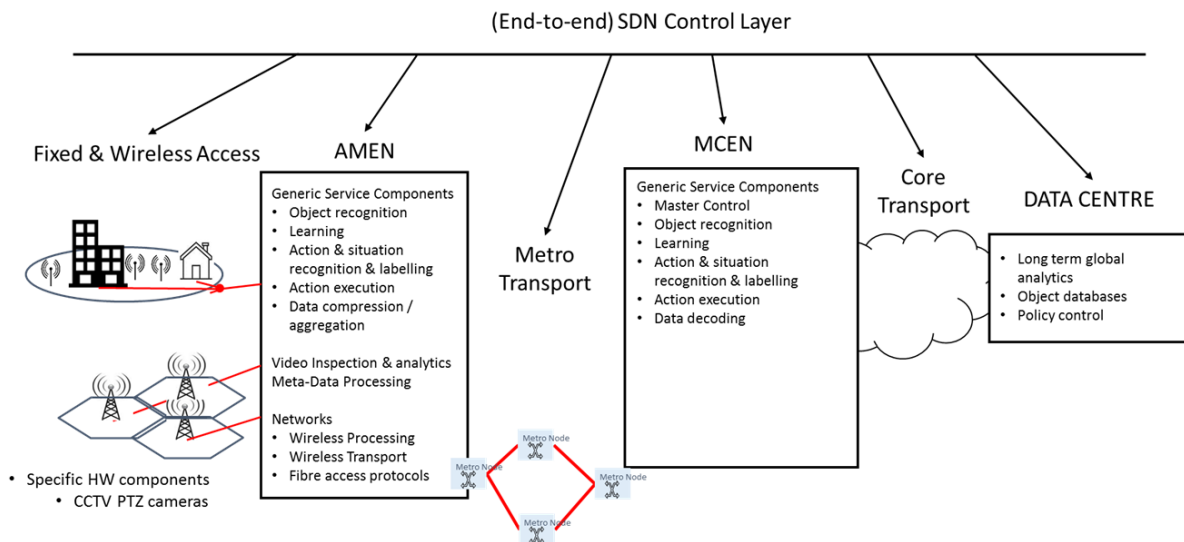 (End-to-end) SDN Control Layer
Fixed & Wireless Access
AMEN
Generic Service Components
• Object recognition
• Learning
• Action & situation
recognition & labelling
• Action execution
• Data compression /
aggregation
Video Inspection & analytics
Meta-Data Processing
Networks
• Wireless Processing
• Wireless Transport
• Fibre access protocols
• Specific HW components
• CCTV PTZ cameras
Metro
Transport
Metro Node
Metro Node
Metro Node
Metro Node
MCEN
Generic Service Components
• Master Control
• Object recognition
• Learning
• Action & situation
recognition & labelling
• Action execution
• Data decoding
Core
Transport
DATA CENTRE
• Long term global
analytics
• Object databases
• Policy control